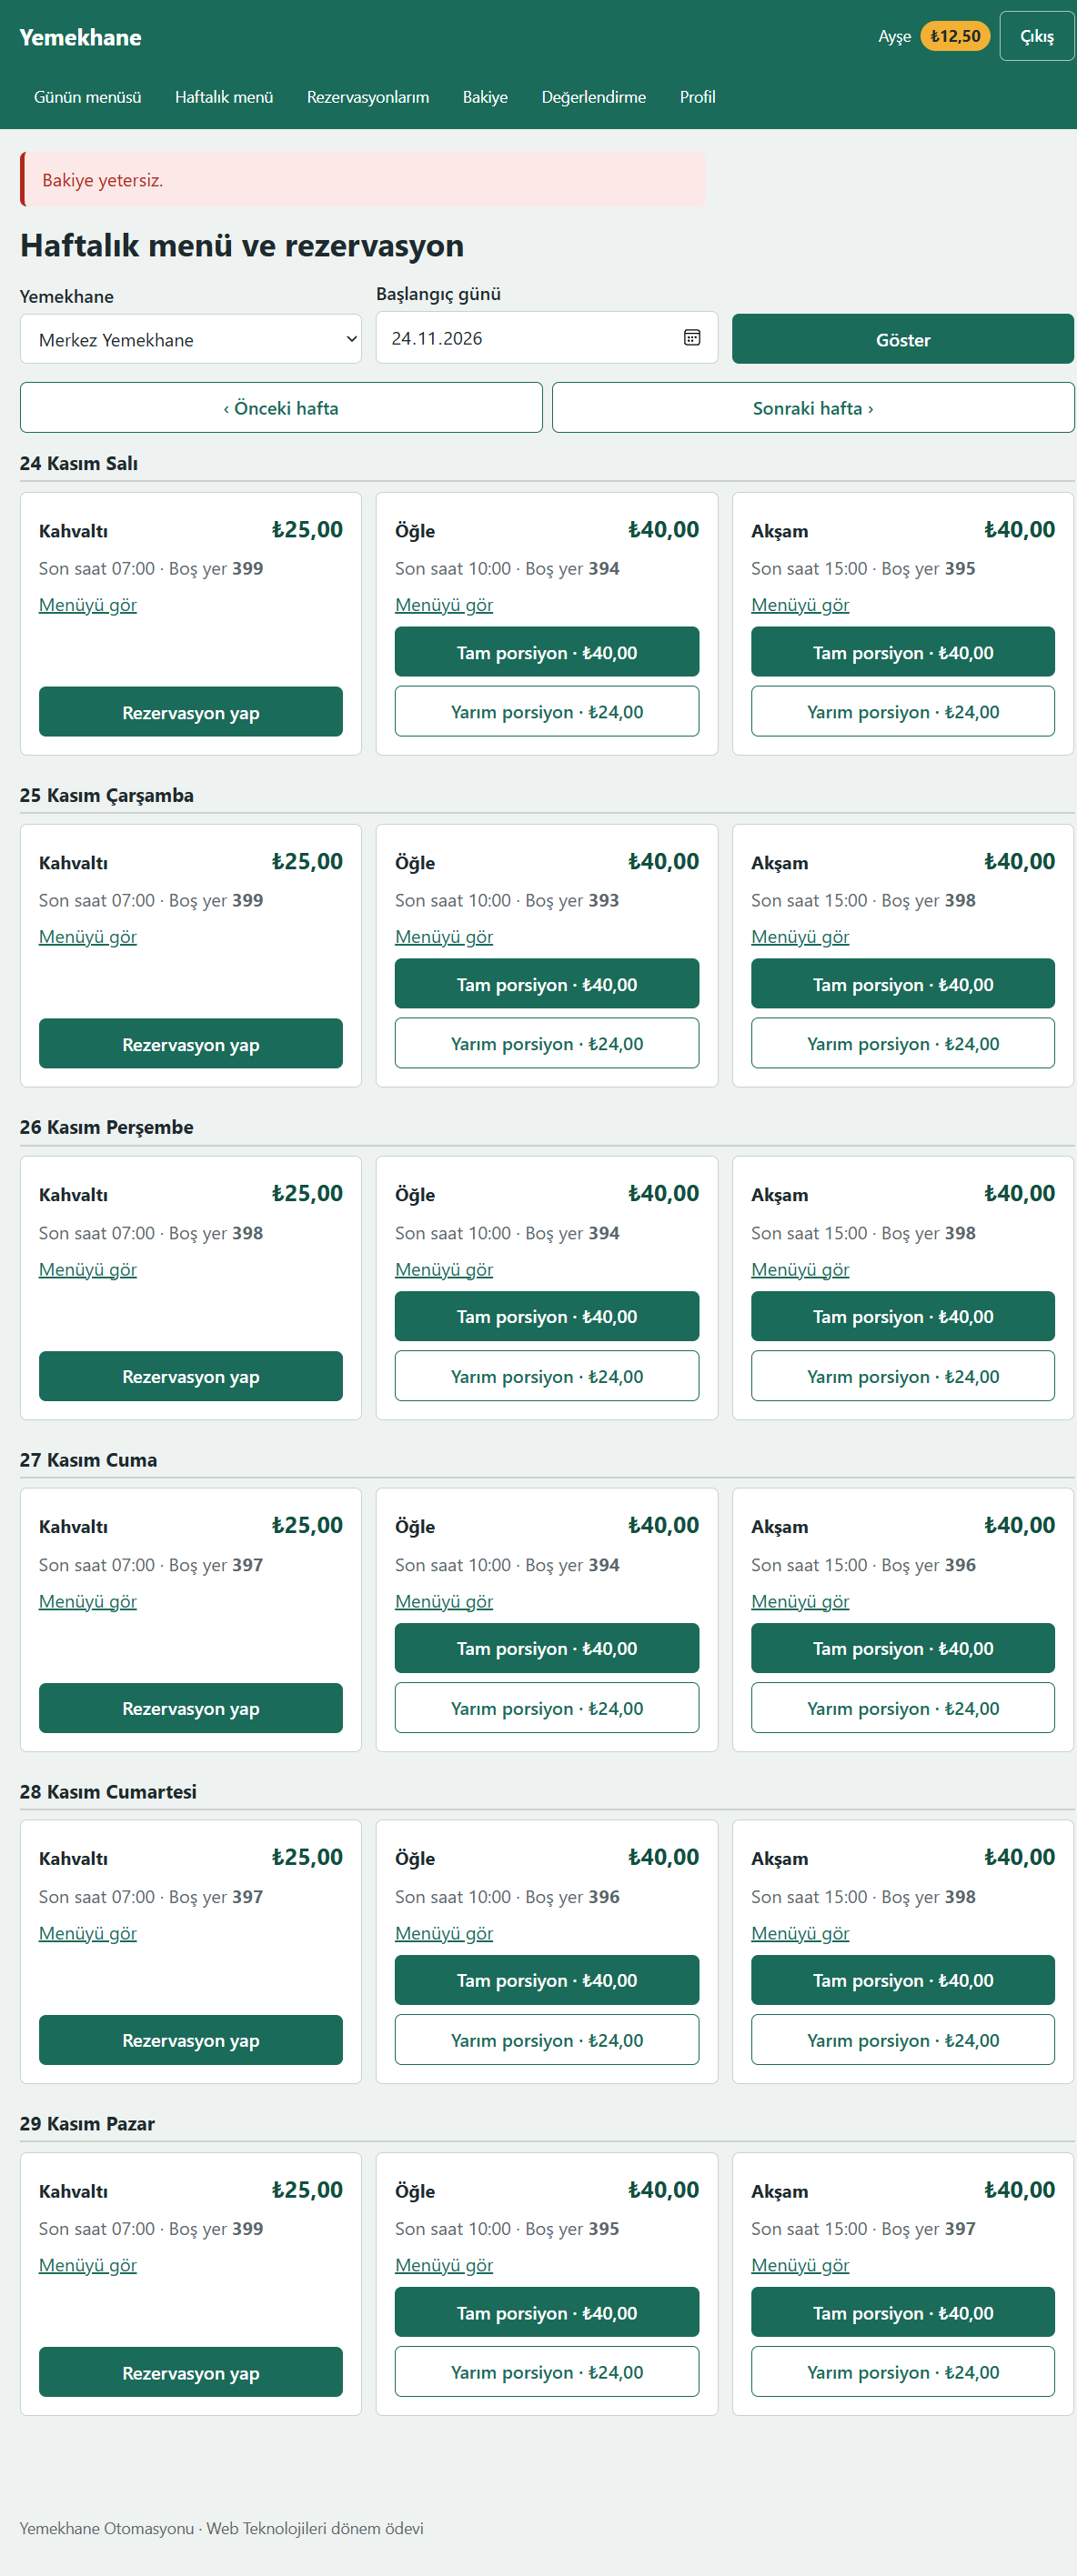 Yemekhane
Ayşe ₺12,50 Çıkış
Günün menüsü Haftalık menü Rezervasyonlarım Bakiye Değerlendirme Profil
Bakiye yetersiz.
Haftalık menü ve rezervasyon
Yemekhane Başlangıç günü
Merkez Yemekhane 24.11.2026 Göster
‹ Önceki hafta Sonraki hafta ›
24 Kasım Salı
Kahvaltı ₺25,00 Öğle ₺40,00 Akşam ₺40,00
Son saat 07:00 · Boş yer 399 Son saat 10:00 · Boş yer 394 Son saat 15:00 · Boş yer 395
Menüyü gör Menüyü gör Menüyü gör
Tam porsiyon · ₺40,00 Tam porsiyon · ₺40,00
Rezervasyon yap Yarım porsiyon · ₺24,00 Yarım porsiyon · ₺24,00
25 Kasım Çarşamba
Kahvaltı ₺25,00 Öğle ₺40,00 Akşam ₺40,00
Son saat 07:00 · Boş yer 399 Son saat 10:00 · Boş yer 393 Son saat 15:00 · Boş yer 398
Menüyü gör Menüyü gör Menüyü gör
Tam porsiyon · ₺40,00 Tam porsiyon · ₺40,00
Rezervasyon yap Yarım porsiyon · ₺24,00 Yarım porsiyon · ₺24,00
26 Kasım Perşembe
Kahvaltı ₺25,00 Öğle ₺40,00 Akşam ₺40,00
Son saat 07:00 · Boş yer 398 Son saat 10:00 · Boş yer 394 Son saat 15:00 · Boş yer 398
Menüyü gör Menüyü gör Menüyü gör
Tam porsiyon · ₺40,00 Tam porsiyon · ₺40,00
Rezervasyon yap Yarım porsiyon · ₺24,00 Yarım porsiyon · ₺24,00
27 Kasım Cuma
Kahvaltı ₺25,00 Öğle ₺40,00 Akşam ₺40,00
Son saat 07:00 · Boş yer 397 Son saat 10:00 · Boş yer 394 Son saat 15:00 · Boş yer 396
Menüyü gör Menüyü gör Menüyü gör
Tam porsiyon · ₺40,00 Tam porsiyon · ₺40,00
Rezervasyon yap Yarım porsiyon · ₺24,00 Yarım porsiyon · ₺24,00
28 Kasım Cumartesi
Kahvaltı ₺25,00 Öğle ₺40,00 Akşam ₺40,00
Son saat 07:00 · Boş yer 397 Son saat 10:00 · Boş yer 396 Son saat 15:00 · Boş yer 398
Menüyü gör Menüyü gör Menüyü gör
Tam porsiyon · ₺40,00 Tam porsiyon · ₺40,00
Rezervasyon yap Yarım porsiyon · ₺24,00 Yarım porsiyon · ₺24,00
29 Kasım Pazar
Kahvaltı ₺25,00 Öğle ₺40,00 Akşam ₺40,00
Son saat 07:00 · Boş yer 399 Son saat 10:00 · Boş yer 395 Son saat 15:00 · Boş yer 397
Menüyü gör Menüyü gör Menüyü gör
Tam porsiyon · ₺40,00 Tam porsiyon · ₺40,00
Rezervasyon yap Yarım porsiyon · ₺24,00 Yarım porsiyon · ₺24,00
Yemekhane Otomasyonu · Web Teknolojileri dönem ödevi